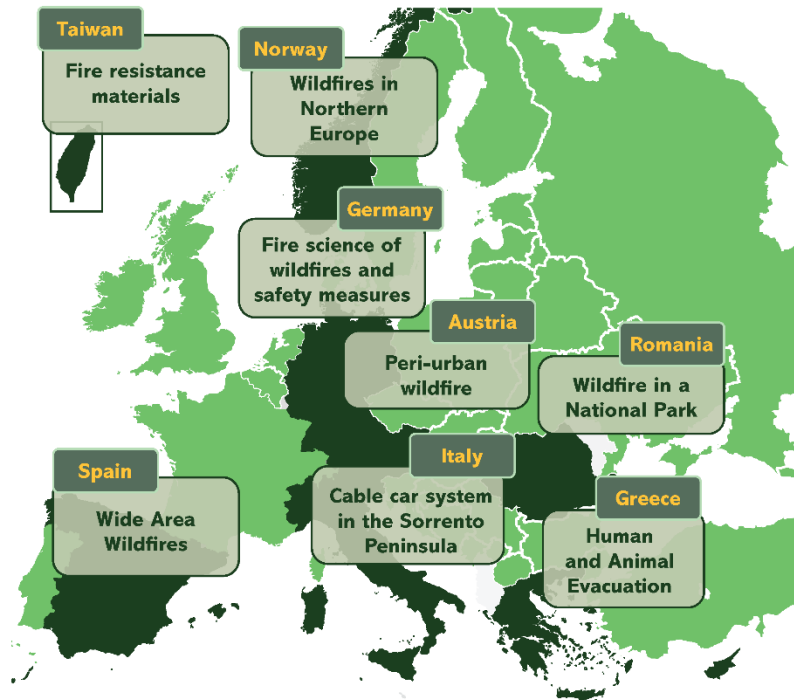 Taiwan
Fire resistance
materials
Norway
Wildfires in
Northern
Europe
Germany
Fire science of
wildfires and
safety measures
Austria
Peri-urban
wildfire
Romania
Wildfire in a
National Park
Spain
Wide Area
Wildfires
Italy
Cable car system
in the Sorrento
Peninsula
Greece
Human
and Animal
Evacuation